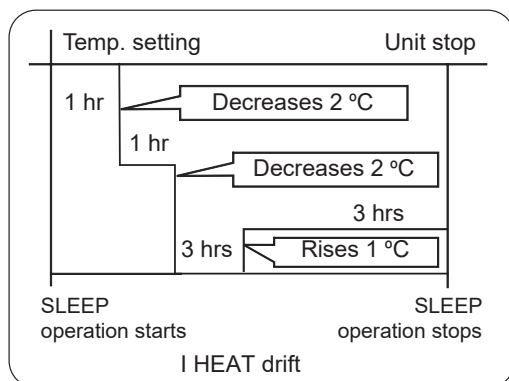 Temp. setting Unit stop
1 hr Decreases 2 ºC
1 hr
Decreases 2 ºC
3 hrs
3 hrs Rises 1 ºC
SLEEP SLEEP
operation starts operation stops
I HEAT drift